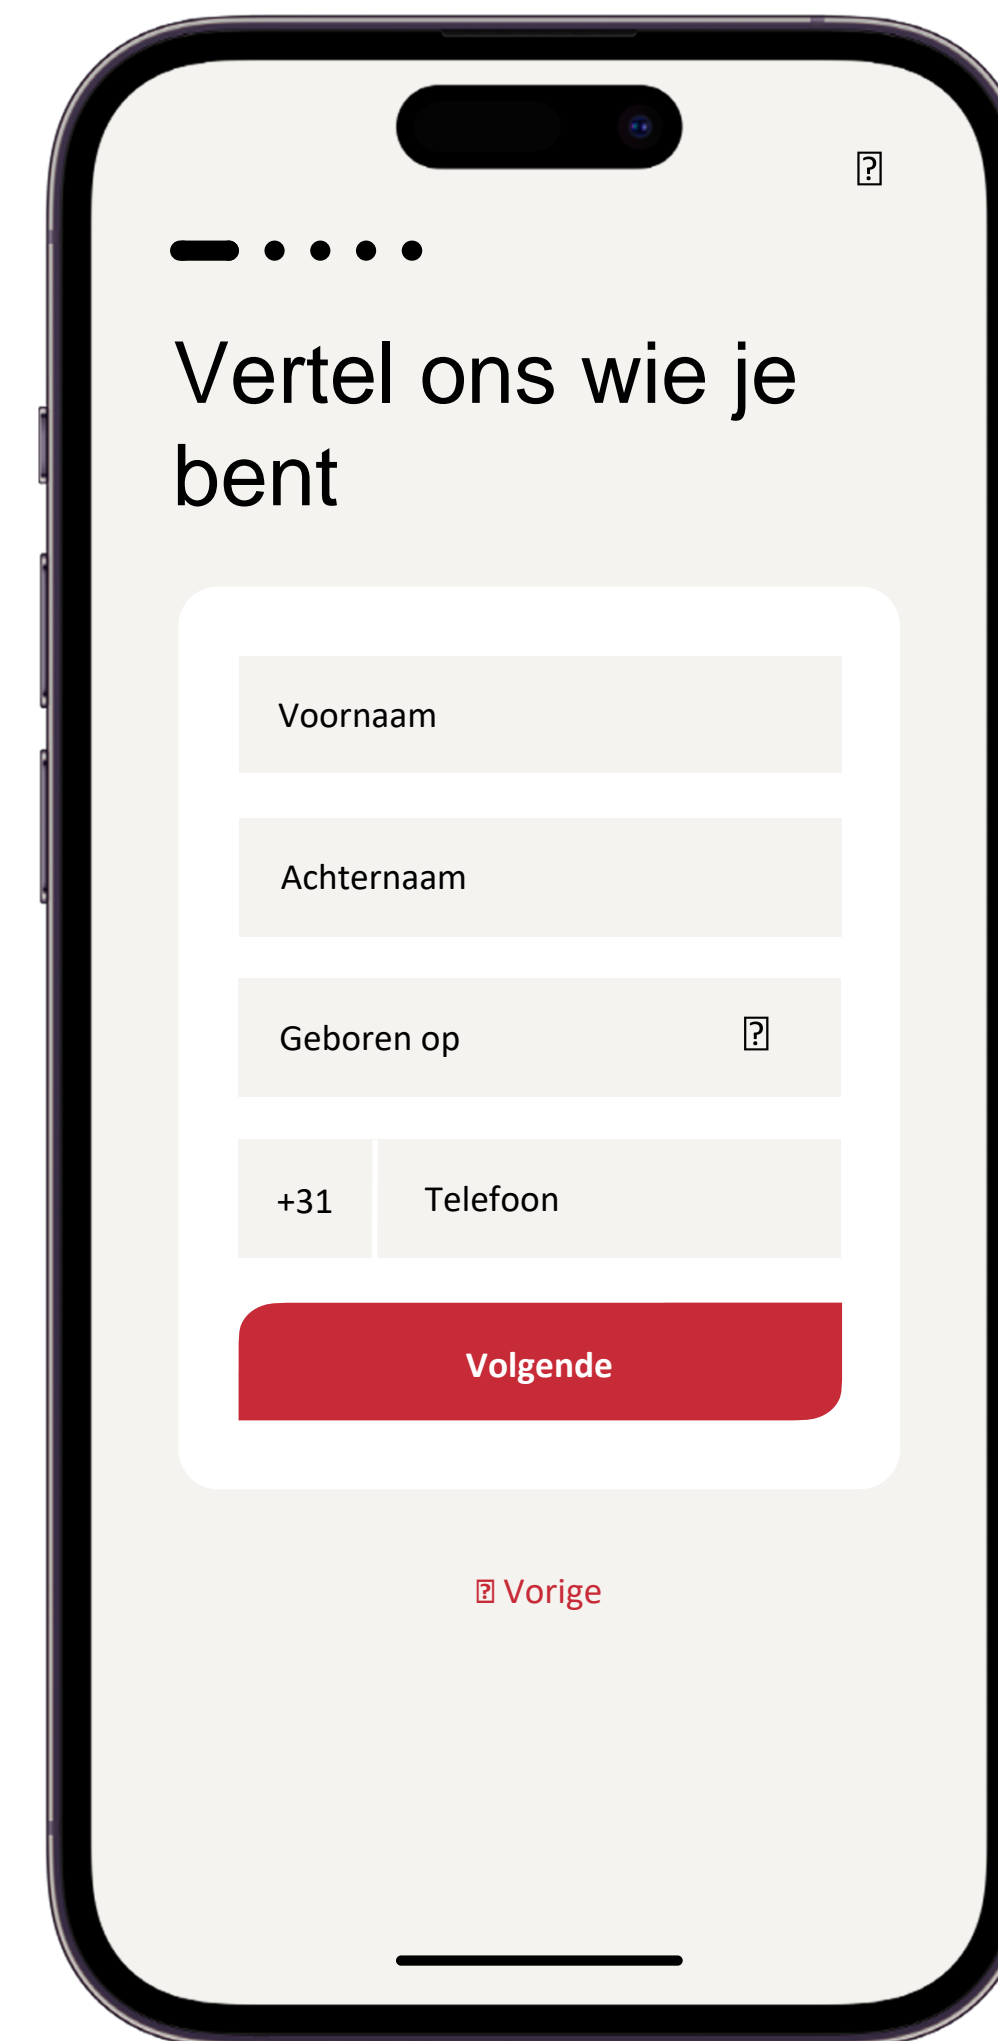 Vertel ons wie je
bent
Voornaam
Achternaam
Geboren op
+31 Telefoon
Volgende
Vorige